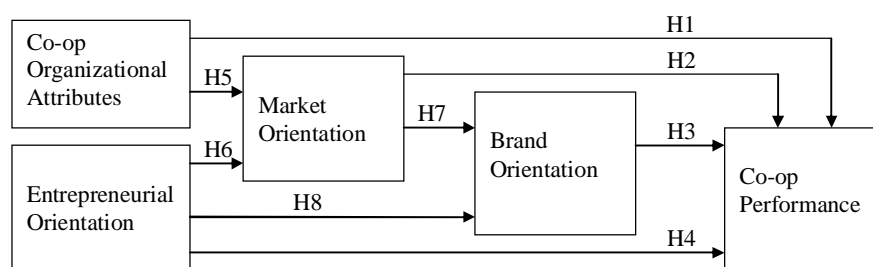 H1
Co-op
Organizational
Attributes
H2
H5
Market
Orientation
H7
Brand
Orientation
H3
H6
Entrepreneurial
Orientation
H8
H4
Co-op
Performance